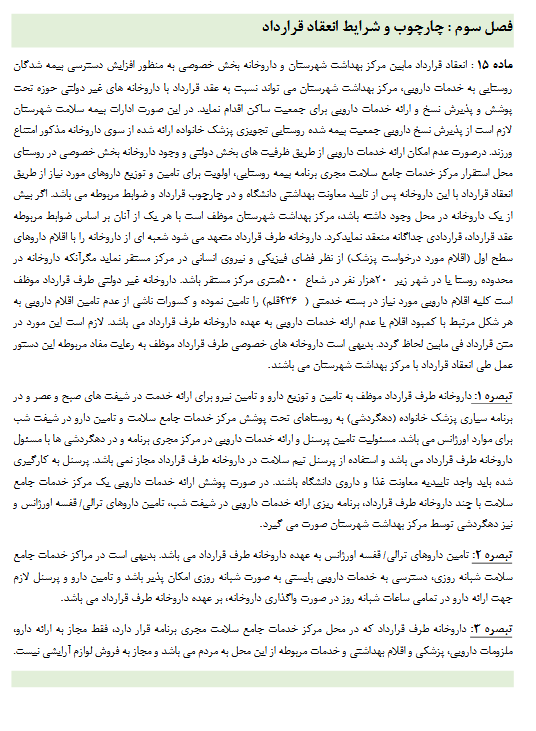 فصل سوم : چارچوب و شرایط انعقاد قرارداد
ماده ۱۵ : انعقاد قرارداد مابین مرکز بهداشت شهرستان و داروخانه بخش خصوصی به منظور افزایش دسترسی بیمه شدگان
روستایی به خدمات دارویی، مرکز بهداشت شهرستان می تواند نسبت به عقد قرارداد با داروخانه های غیر دولتی حوزه تحت
پوشش و پذیرش نسخ و ارائه خدمات دارویی برای جمعیت ساکن اقدام نماید. در این صورت ادارات بیمه سلامت شهرستان
لازم است از پذیرش نسخ دارویی جمعیت بیمه شده روستایی تجویزی پزشک خانواده ارائه شده از سوی داروخانه مذکور امتناع
ورزند. درصورت عدم امکان ارائه خدمات دارویی از طریق ظرفیت های بخش دولتی و وجود داروخانه بخش خصوصی در روستای
محل استقرار مرکز خدمات جامع سلامت مجری برنامه بیمه روستایی، اولویت برای تامین و توزیع داروهای مورد نیاز از طریق
انعقاد قرارداد با این داروخانه پس از تایید معاونت بهداشتی دانشگاه و در چارچوب قرارداد و ضوابط مربوطه می باشد. اگر بیش
از یک داروخانه در محل وجود داشته باشد، مرکز بهداشت شهرستان موظف است با هر یک از آنان بر اساس ضوابط مربوطه
عقد قرارداد، قراردادی جداگانه منعقد نمایدکرد. داروخانه طرف قرارداد متعهد می شود شعبه ای از داروخانه را با اقلام داروهای
سطح اول (اقلام مورد درخواست پزشک) از نظر فضای فیزیکی و نیروی انسانی در مرکز مستقر نماید مگرآنکه داروخانه در
محدوده روستا یا در شهر زیر ۲۰هزار نفر در شعاع ۵۰۰متری مرکز مستقر باشد. داروخانه غیر دولتی طرف قرارداد موظف
است کلیه اقلام دارویی مورد نیاز در بسته خدمتی ( ۴۳۶قلم) را تامین نموده و کسورات ناشی از عدم تامین اقلام دارویی به
هر شکل مرتبط با کمبود اقلام یا عدم ارائه خدمات دارویی به عهده داروخانه طرف قرارداد می باشد. لازم است این مورد در
متن قرارداد فی مابین لحاظ گردد. بدیهی است داروخانه های خصوصی طرف قرارداد موظف به رعایت مفاد مربوطه این دستور
عمل طی انعقاد قرارداد با مرکز بهداشت شهرستان می باشند.
تبصره ۱: داروخانه طرف قرارداد موظف به تامین و توزیع دارو و تامین نیرو برای ارائه خدمت در شیفت های صبح و عصر و در
برنامه سیاری پزشک خانواده (دهگردشی) به روستاهای تحت پوشش مرکز خدمات جامع سلامت و تامین دارو در شیفت شب
برای موارد اورژانس می باشد. مسئولیت تامین پرسنل و ارائه خدمات دارویی در مرکز مجری برنامه و در دهگردشی ها با مسئول
داروخانه طرف قرارداد می باشد و استفاده از پرسنل تیم سلامت در داروخانه طرف قرارداد مجاز نمی باشد. پرسنل به کارگیری
شده باید واجد تاییدیه معاونت غذا و داروی دانشگاه باشند. در صورت پوشش ارائه خدمات دارویی یک مرکز خدمات جامع
سلامت با چند داروخانه طرف قرارداد، برنامه ریزی ارائه خدمات دارویی در شیفت شب، تامین داروهای ترالی/ قفسه اورژانس و
نیز دهگردشی توسط مرکز بهداشت شهرستان صورت می گیرد.
تبصره ۲: تامین داروهای ترالی/ قفسه اورژانس به عهده داروخانه طرف قرارداد می باشد. بدیهی است در مراکز خدمات جامع
سلامت شبانه روزی، دسترسی به خدمات دارویی بایستی به صورت شبانه روزی امکان پذیر باشد و تامین دارو و پرسنل لازم
جهت ارائه دارو در تمامی ساعات شبانه روز در صورت واگذاری داروخانه، بر عهده داروخانه طرف قرارداد می باشد.
تبصره ۳: داروخانه طرف قرارداد که در محل مرکز خدمات جامع سلامت مجری برنامه قرار دارد، فقط مجاز به ارائه دارو،
ملزومات دارویی، پزشکی و اقلام بهداشتی و خدمات مربوطه از این محل به مردم می باشد و مجاز به فروش لوازم آرایشی نیست.